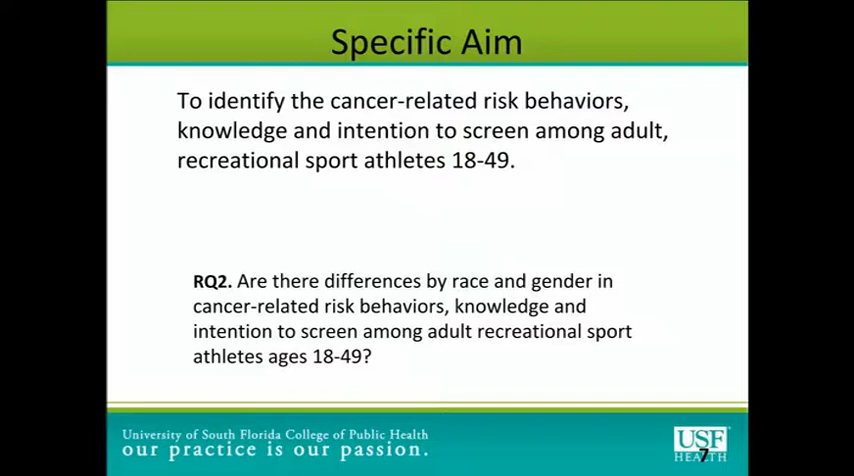 Specific Aim
To identify the cancer-related risk behaviors,
knowledge and intention to screen among adult,
recreational sport athletes 18-49.
RQ2. Are there differences by race and gender in
cancer-related risk behaviors, knowledge and
intention to screen among adult recreational sport
athletes ages 18-49?
University of South Florida College of Public Health
our practice is our passion.
USF
HEALTH
7